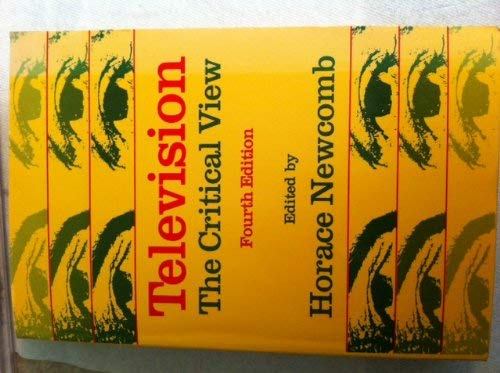 Television
The Critical View
Fourth Edition
Edited by
Horace Newcomb